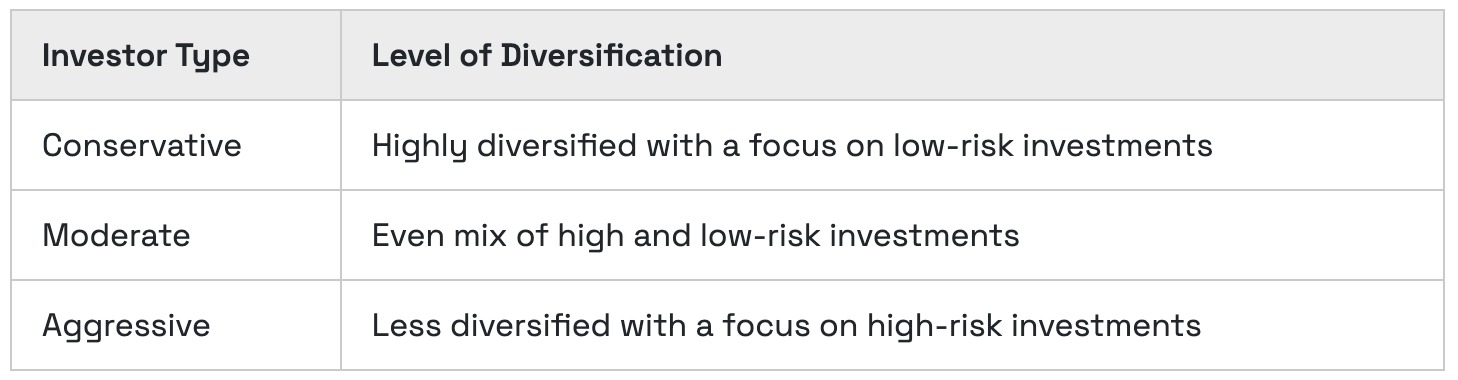 Investor Type Level of Diversification
Conservative Highly diversified with a focus on low-risk investments
Moderate Even mix of high and low-risk investments
Aggressive Less diversified with a focus on high-risk investments